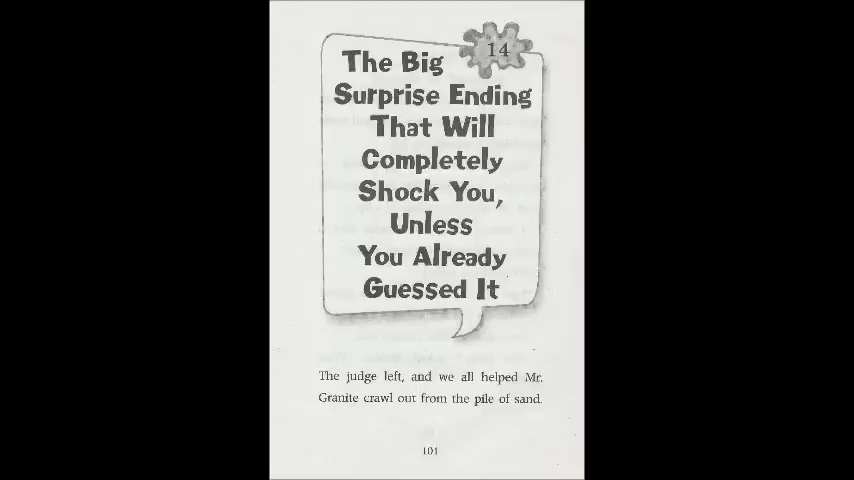 14
The Big
Surprise Ending
That Will
Completely
Shock You,
Unless
You Already
Guessed It
The judge left, and we all helped Mr.
Granite crawl out from the pile of sand.
101